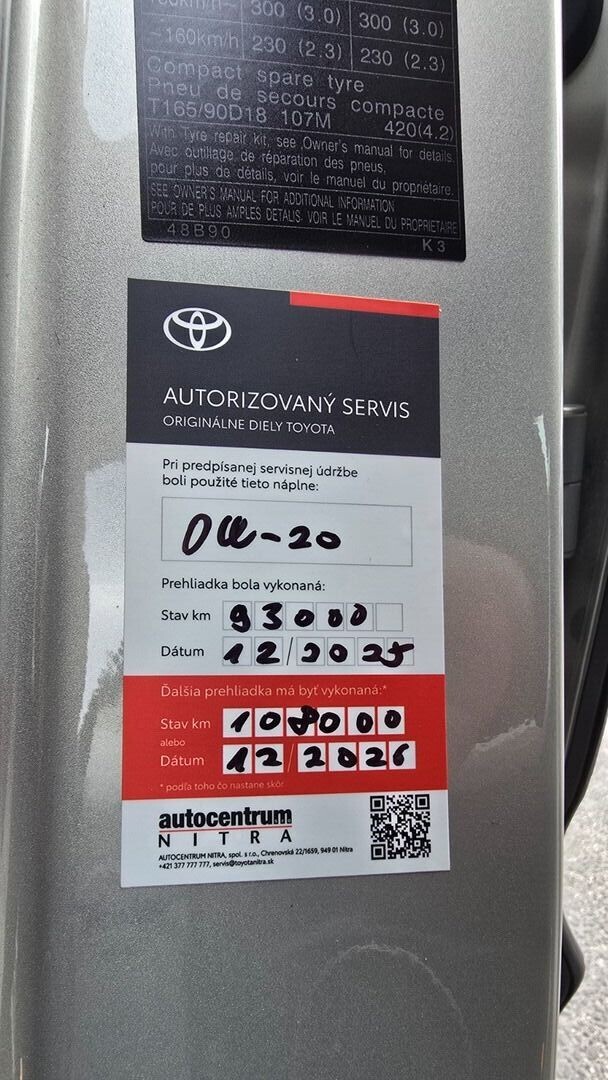 300 (3.0) 300 (3.0)
~160km/h 230 (2.3) 230 (2.3)
Compact spare tyre
Pneu de secours compacte
T165/90D18 107M 420(4.2)
With Tyre repair Kit, see Owner's manual for details.
Avec outillage de réparation des pneus,
pour plus de détails, voir le manuel du propriétaire.
SEE OWNER'S MANUAL FOR ADDITIONAL INFORMATION
POUR DE PLUS AMPLES DETAILS. VOIR LE MANUEL DU PROPRIETAIRE
48B90 K3
AUTORIZOVANÝ SERVIS
ORIGINÁLNE DIELY TOYOTA
Pri predpísanej servisnej údržbe
boli použité tieto náplne:
0W-20
Prehliadka bola vykonaná:
Stav km 93000
Dátum 12/2025
Ďalšia prehliadka má byť vykonaná:*
Stav km 108000
alebo
Dátum 12/2026
* podľa toho čo nastane skôr
autocentrum
NITRA
AUTOCENTRUM NITRA, spol. s r.o., Chrenovská 22/1659, 949 01 Nitra
+421 377 777 777, servis@toyotanitra.sk